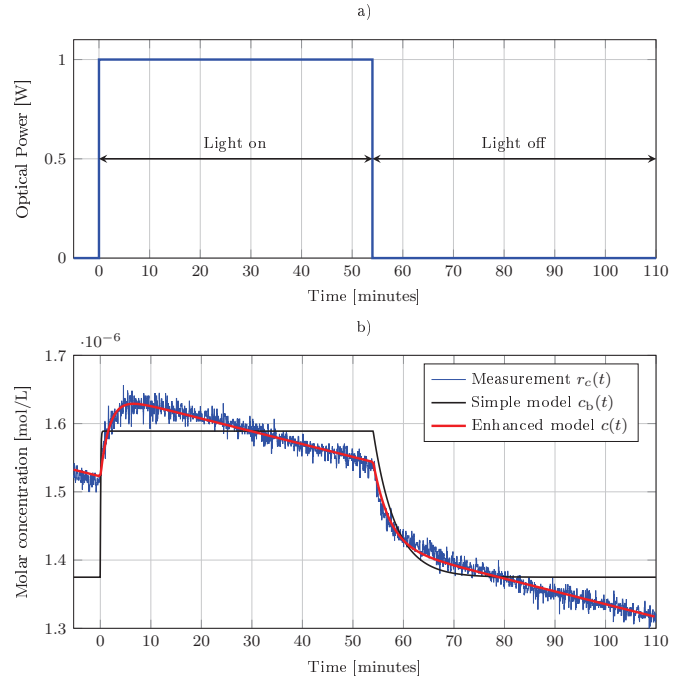 a)
1
0.5
0
Optical Power [W]
Light on
Light off
0 10 20 30 40 50 60 70 80 90 100 110
Time [minutes]
b)
·10−6
1.7
1.6
1.5
1.4
1.3
Molar concentration [mol/L]
Measurement rc(t)
Simple model cb(t)
Enhanced model c(t)
0 10 20 30 40 50 60 70 80 90 100 110
Time [minutes]